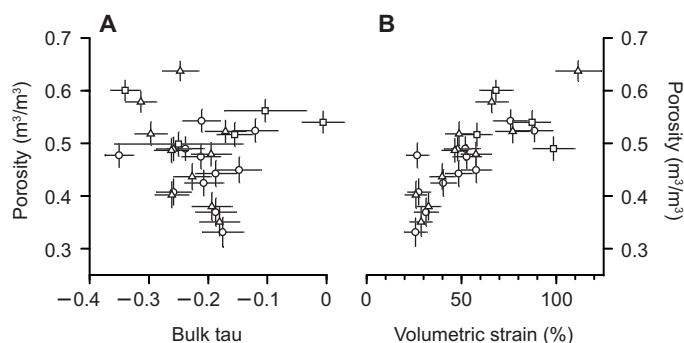 A
B
0.7
0.6
0.5
0.4
0.3
Porosity (m³/m³)
−0.4 −0.3 −0.2 −0.1 0
Bulk tau
0 50 100
Volumetric strain (%)
0.7
0.6
0.5
0.4
0.3
Porosity (m³/m³)